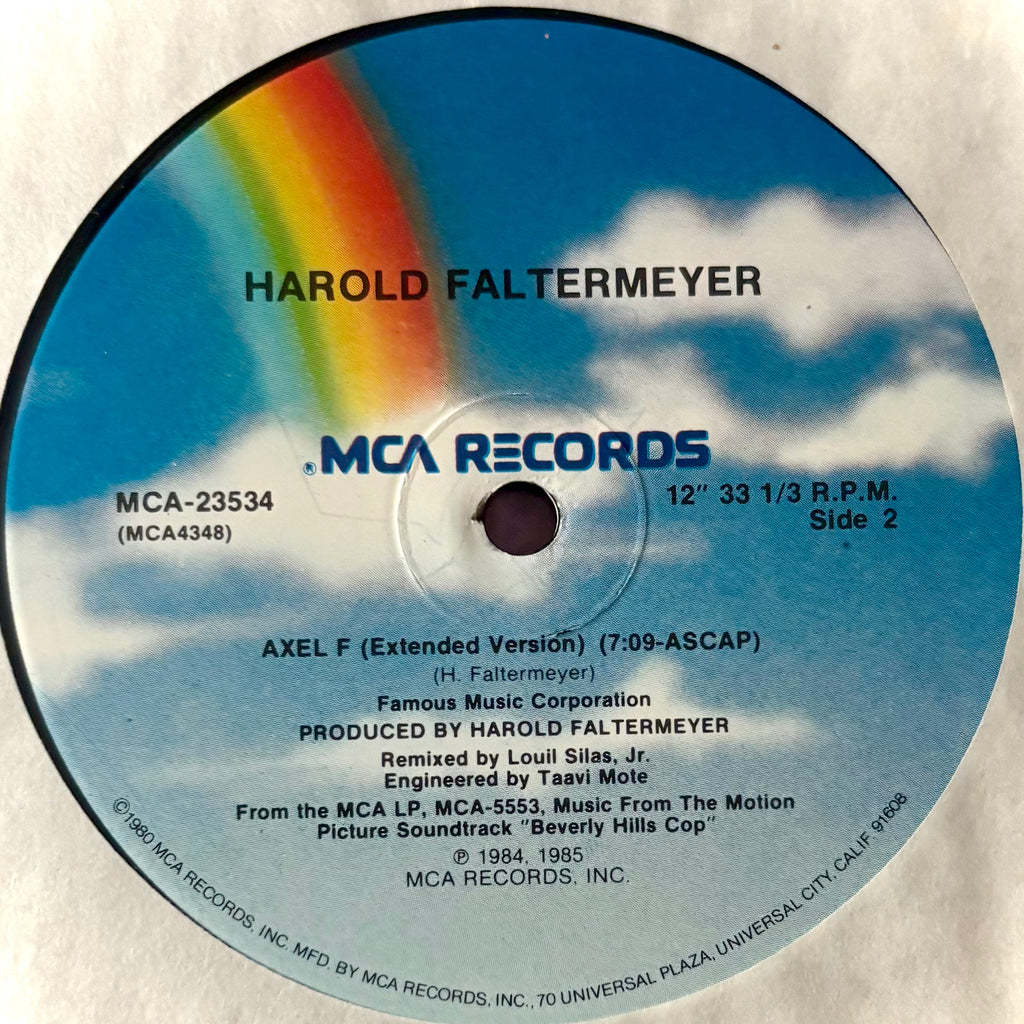 HAROLD FALTERMEYER
® MCA RECORDS
MCA-23534
(MCA4348)
12" 33 1/3 R.P.M.
Side 2
AXEL F (Extended Version) (7:09-ASCAP)
(H. Faltermeyer)
Famous Music Corporation
PRODUCED BY HAROLD FALTERMEYER
Remixed by Louil Silas, Jr.
Engineered by Taavi Mote
From the MCA LP, MCA-5553, Music From The Motion
Picture Soundtrack "Beverly Hills Cop"
℗ 1984, 1985
MCA RECORDS, INC.
©1980 MCA RECORDS, INC. MFD. BY MCA RECORDS, INC., 70 UNIVERSAL PLAZA, UNIVERSAL CITY, CALIF. 91608